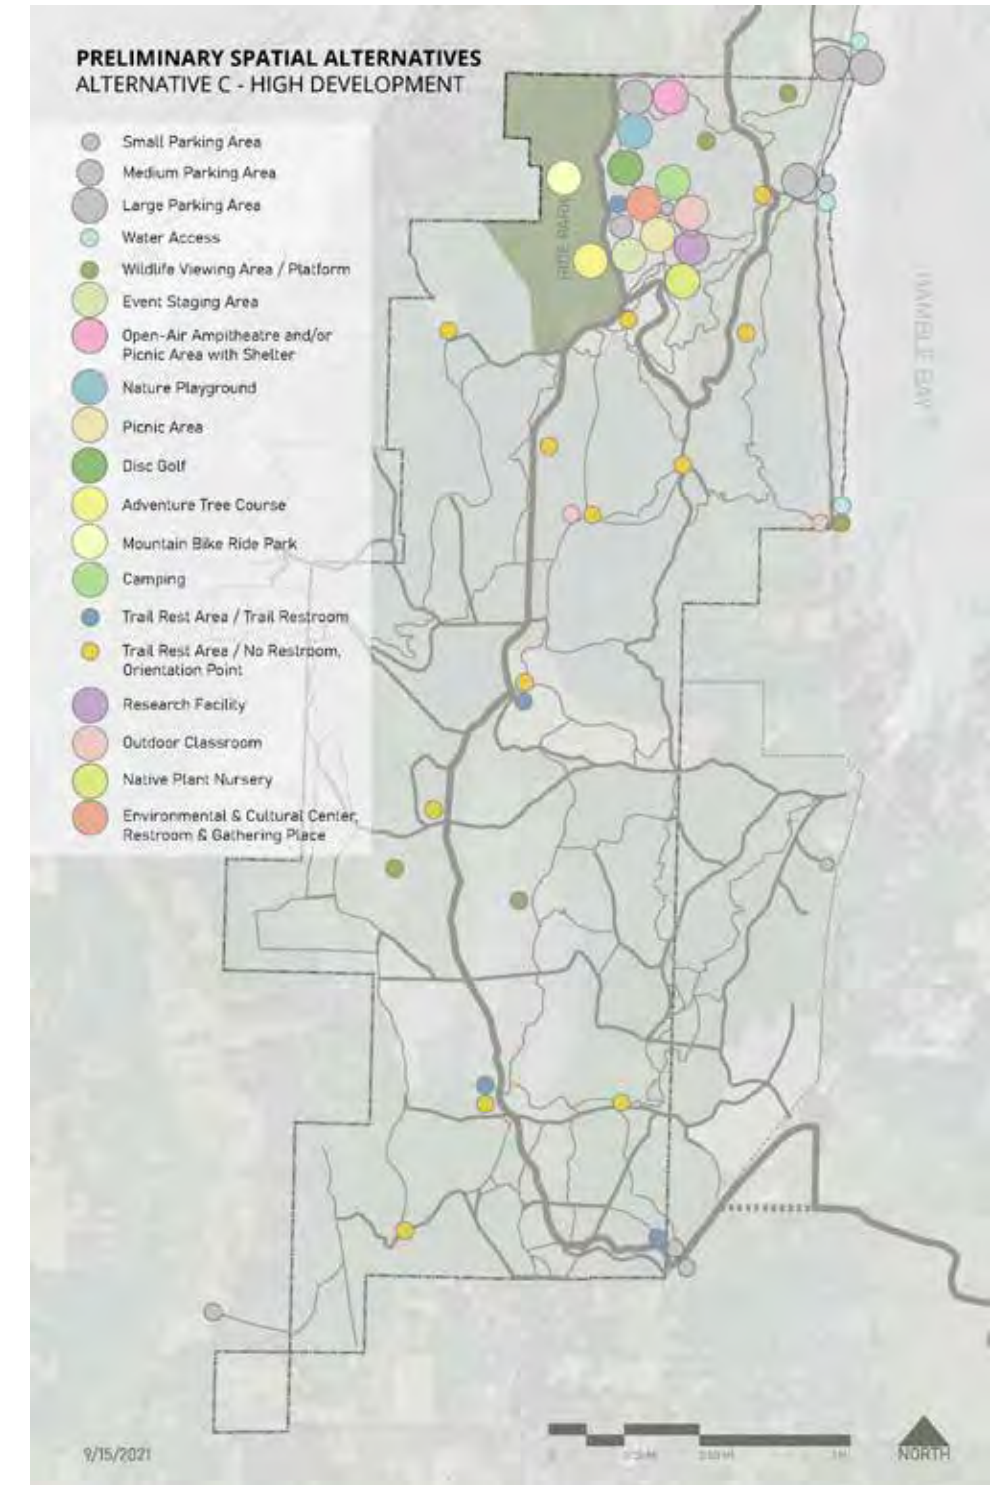 PRELIMINARY SPATIAL ALTERNATIVES
ALTERNATIVE C - HIGH DEVELOPMENT
Small Parking Area
Medium Parking Area
Large Parking Area
Water Access
Wildlife Viewing Area / Platform
Event Staging Area
Open-Air Ampitheatre and/or
Picnic Area with Shelter
Nature Playground
Picnic Area
Disc Golf
Adventure Tree Course
Mountain Bike Ride Park
Camping
Trail Rest Area / Trail Restroom
Trail Rest Area / No Restroom,
Orientation Point
Research Facility
Outdoor Classroom
Native Plant Nursery
Environmental & Cultural Center,
Restroom & Gathering Place
RIDE PARK
GAMBLE BAY
9/15/2021
NORTH